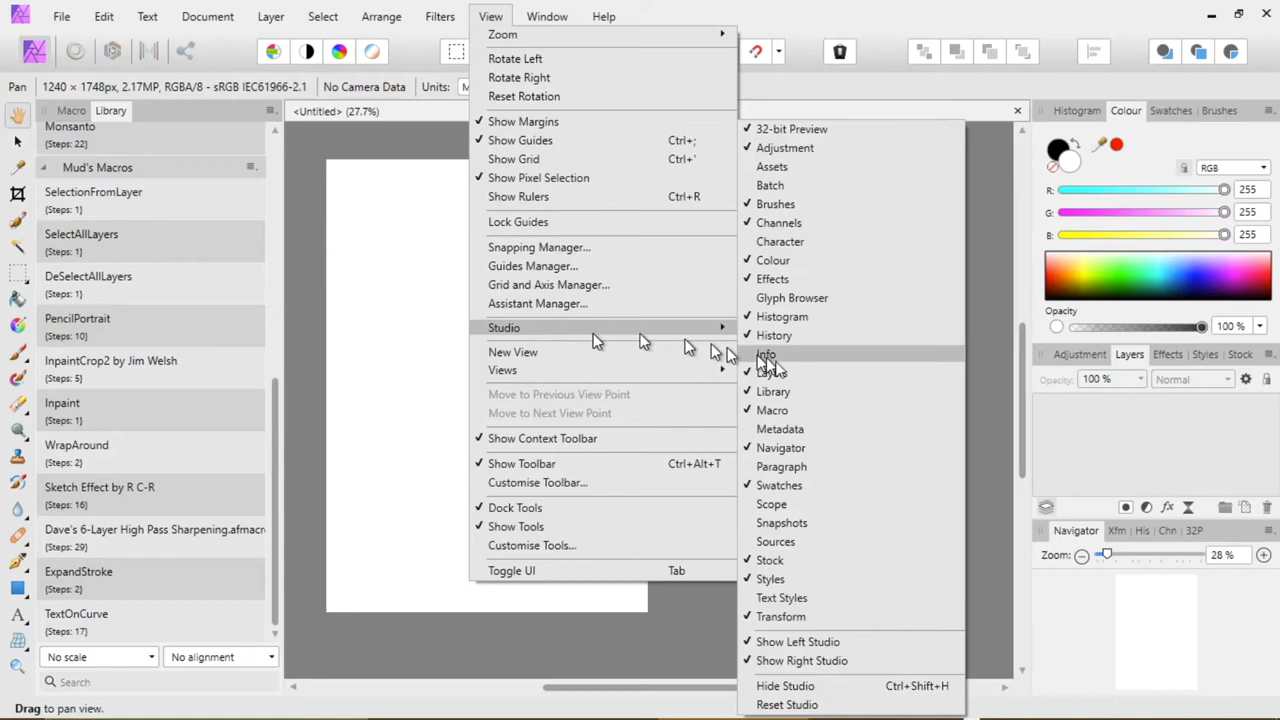 File Edit Text Document Layer Select Arrange Filters View Window Help
Pan 1240 × 1748px, 2.17MP, RGBA/8 - sRGB IEC61966-2.1 No Camera Data Units:
Macro Library
Monsanto
{Steps: 22}
Mud's Macros
SelectionFromLayer
{Steps: 1}
SelectAllLayers
{Steps: 1}
DeSelectAllLayers
{Steps: 1}
PencilPortrait
{Steps: 10}
InpaintCrop2 by Jim Welsh
{Steps: 6}
Inpaint
{Steps: 2}
WrapAround
{Steps: 2}
Sketch Effect by R C-R
{Steps: 16}
Dave's 6-Layer High Pass Sharpening.afmacro
{Steps: 29}
ExpandStroke
{Steps: 2}
TextOnCurve
{Steps: 17}
No scale No alignment
Search
<Untitled> (27.7%)
Zoom
Rotate Left
Rotate Right
Reset Rotation
Show Margins
Show Guides Ctrl+;
Show Grid Ctrl+'
Show Pixel Selection
Show Rulers Ctrl+R
Lock Guides
Snapping Manager...
Guides Manager...
Grid and Axis Manager...
Assistant Manager...
Studio
New View
Views
Move to Previous View Point
Move to Next View Point
Show Context Toolbar
Show Toolbar Ctrl+Alt+T
Customise Toolbar...
Dock Tools
Show Tools
Customise Tools...
Toggle UI Tab
32-bit Preview
Adjustment
Assets
Batch
Brushes
Channels
Character
Colour
Effects
Glyph Browser
Histogram
History
Info
Layers
Library
Macro
Metadata
Navigator
Paragraph
Swatches
Scope
Snapshots
Sources
Stock
Styles
Text Styles
Transform
Show Left Studio
Show Right Studio
Hide Studio Ctrl+Shift+H
Reset Studio
Histogram Colour Swatches Brushes
RGB
R: 255
G: 255
B: 255
Opacity
100 %
Adjustment Layers Effects Styles Stock
Opacity: 100 % Normal
Navigator Xfm His Chn 32P
Zoom: 28 %
Drag to pan view.